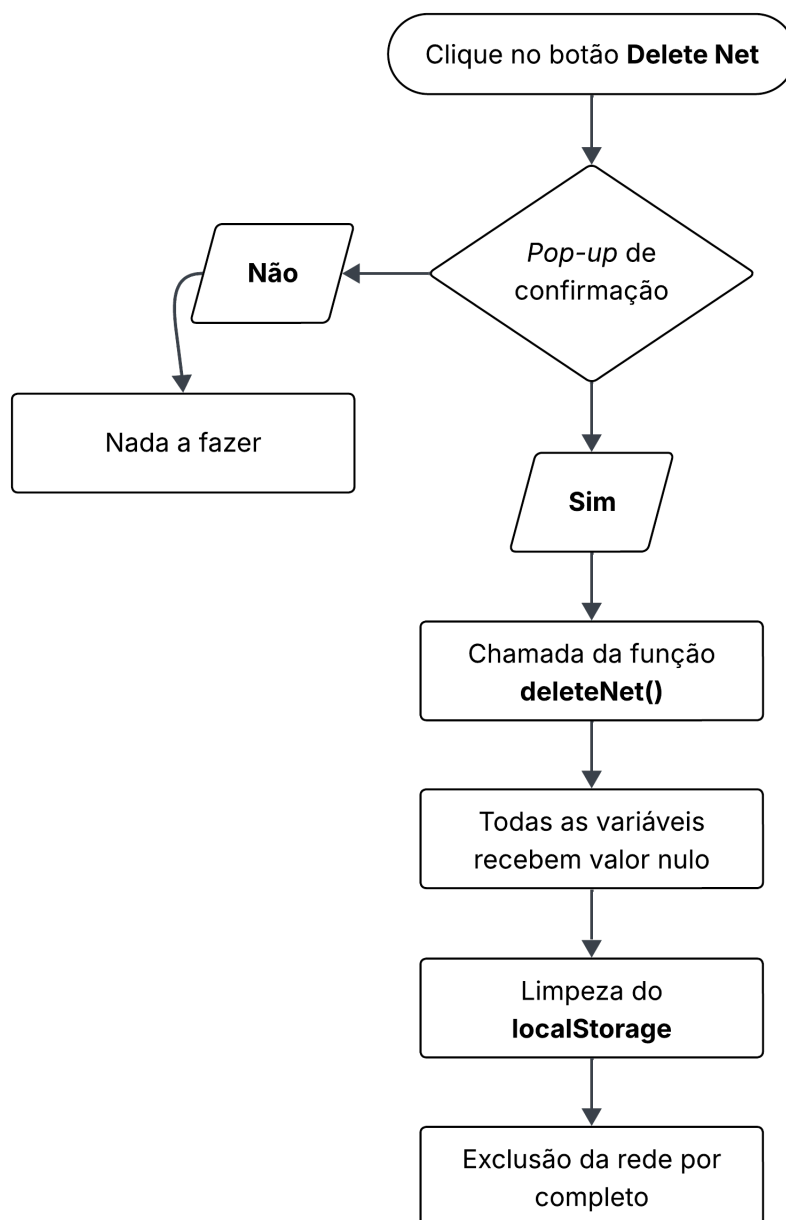 Clique no botão Delete Net
Pop-up de
confirmação
Não
Nada a fazer
Sim
Chamada da função
deleteNet()
Todas as variáveis
recebem valor nulo
Limpeza do
localStorage
Exclusão da rede por
completo